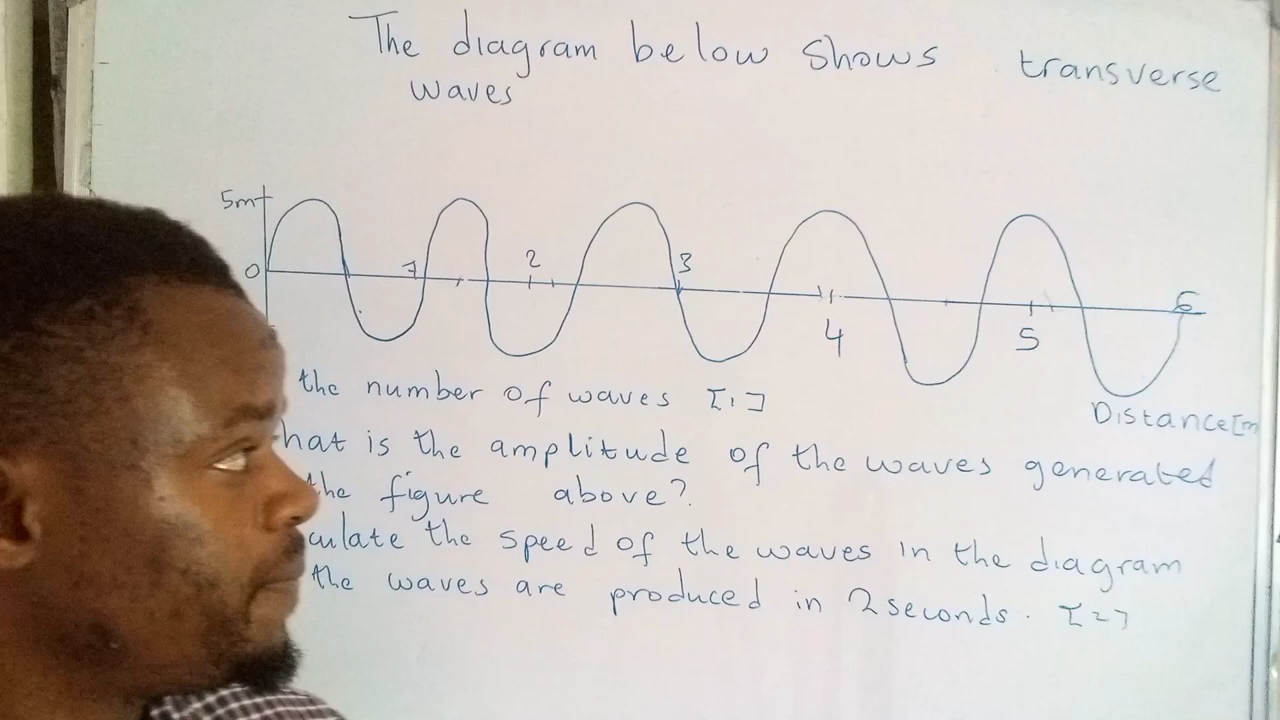 The diagram below shows transverse
waves
5m
0
1
2
3
4
5
6
Distance[m
the number of waves [1]
hat is the amplitude of the waves generated
the figure above?
culate the speed of the waves in the diagram
the waves are produced in 2 seconds. [2]